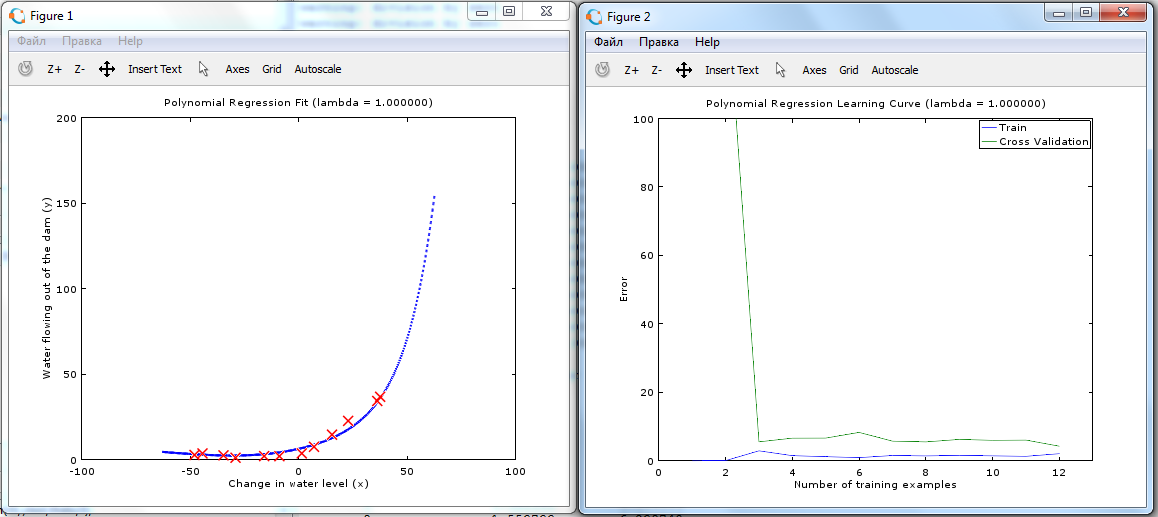 Figure 1
Файл Правка Help
Z+ Z- Insert Text Axes Grid Autoscale
Polynomial Regression Fit (lambda = 1.000000)
200
150
100
50
0
Water flowing out of the dam (y)
-100 -50 0 50 100
Change in water level (x)
Figure 2
Файл Правка Help
Z+ Z- Insert Text Axes Grid Autoscale
Polynomial Regression Learning Curve (lambda = 1.000000)
Train
Cross Validation
100
80
60
40
20
0
Error
0 2 4 6 8 10 12
Number of training examples